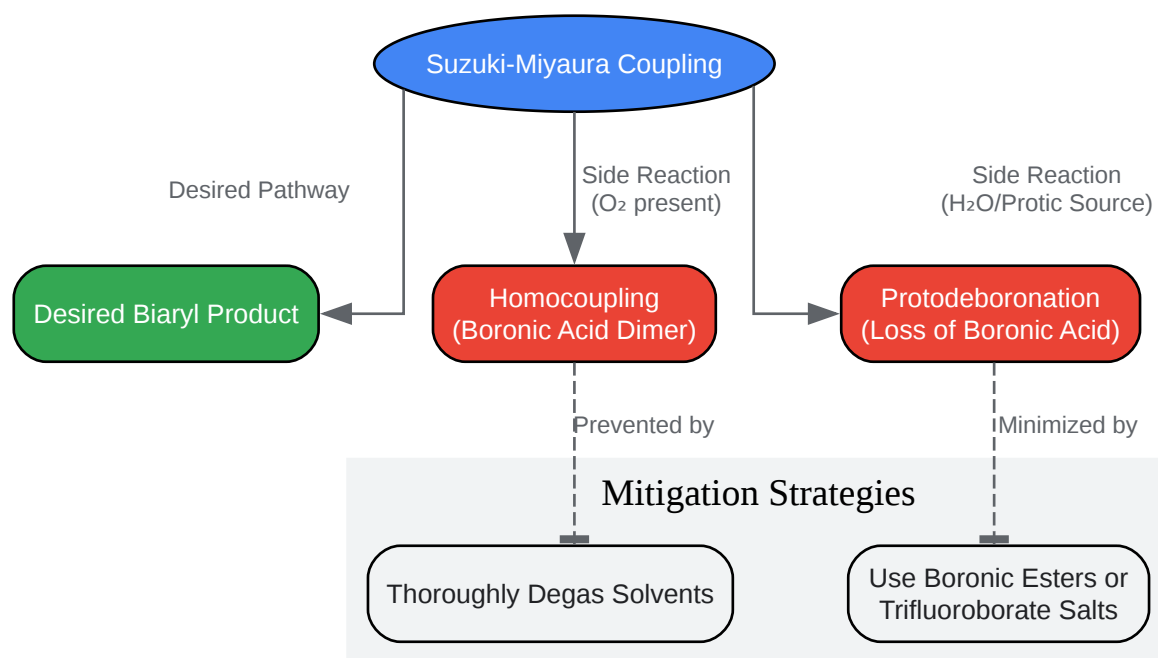 Suzuki-Miyaura Coupling
Desired Pathway
Side Reaction
(O₂ present)
Side Reaction
(H₂O/Protic Source)
Desired Biaryl Product
Homocoupling
(Boronic Acid Dimer)
Protodeboronation
(Loss of Boronic Acid)
Prevented by
Minimized by
Mitigation Strategies
Thoroughly Degas Solvents
Use Boronic Esters or
Trifluoroborate Salts